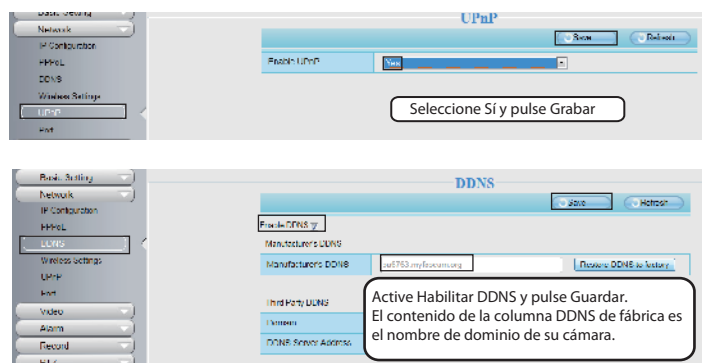 Basic Setting
Network
IP Configuration
PPPoE
DDNS
Wireless Settings
UPnP
Port
UPnP
Save
Refresh
Enable UPnP
Yes
Seleccione Sí y pulse Grabar
Basic Setting
Network
IP Configuration
PPPoE
DDNS
Wireless Settings
UPnP
Port
Video
Alarm
Record
DDNS
Save
Refresh
Enable DDNS
Manufacturer's DDNS
Manufacturer's DDNS
Restore DDNS to factory
Third Party DDNS
Domain
DDNS Server Address
Active Habilitar DDNS y pulse Guardar.
El contenido de la columna DDNS de fábrica es
el nombre de dominio de su cámara.